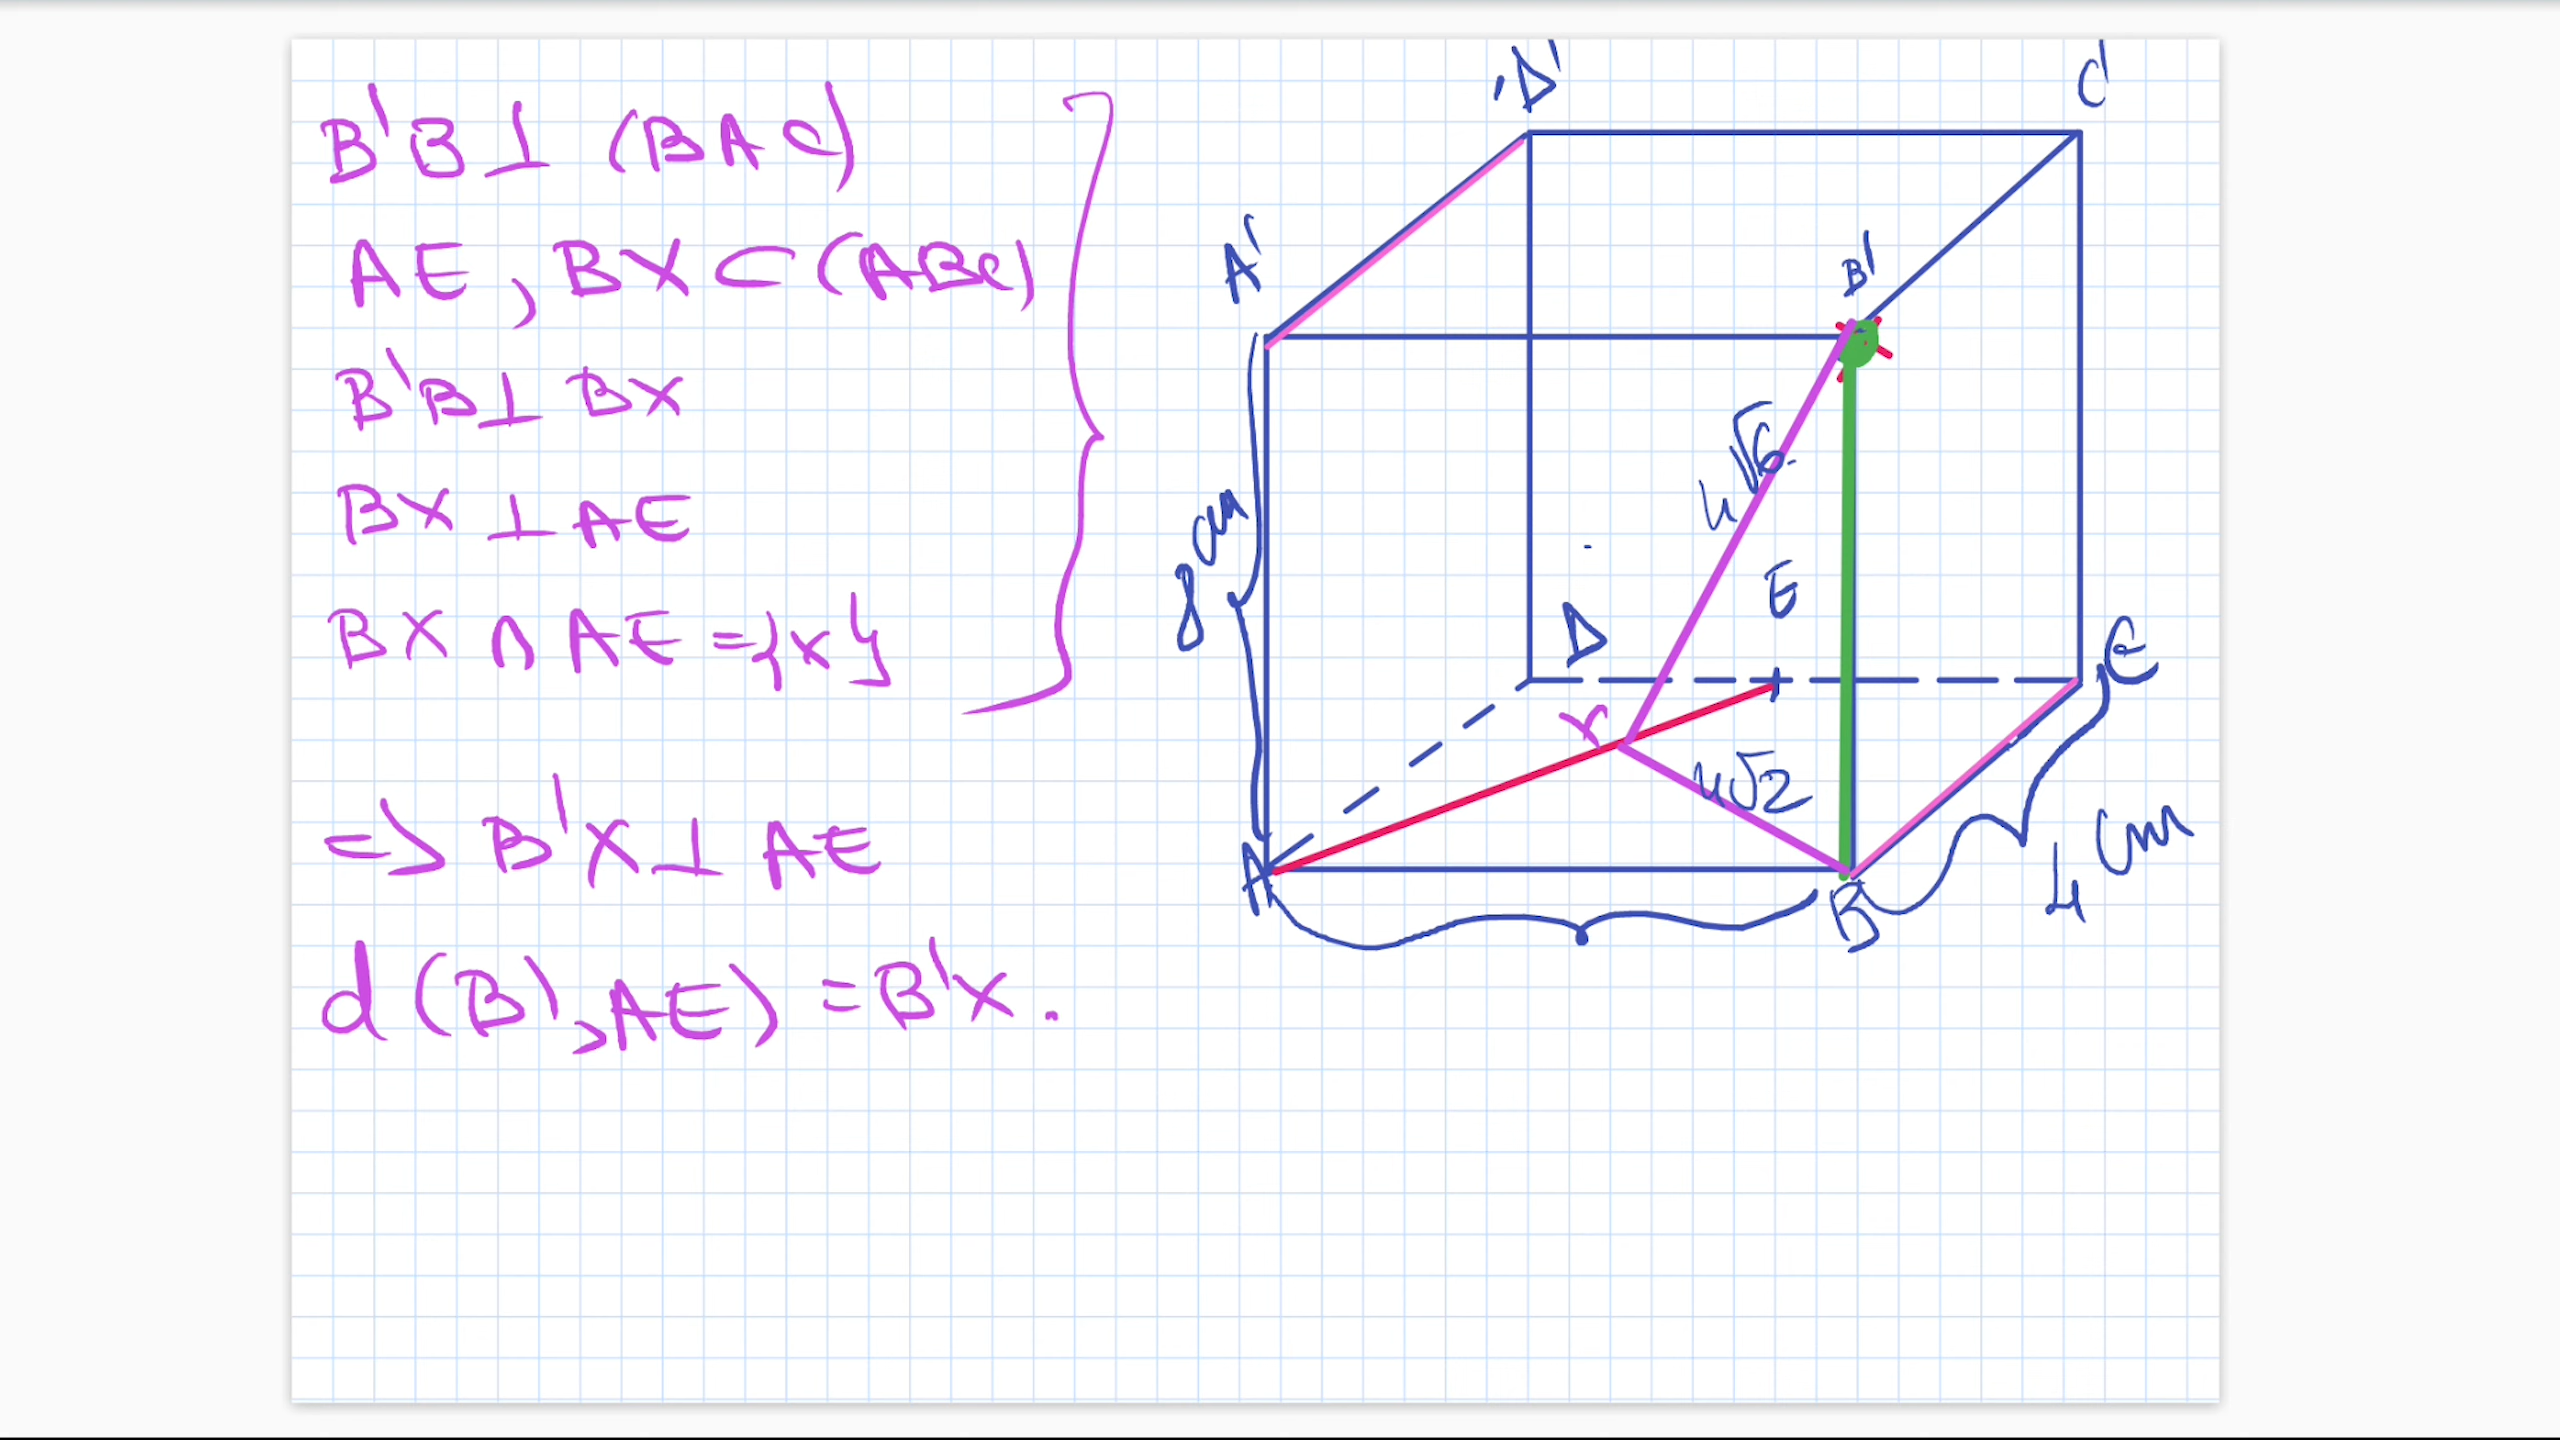 B'B ⊥ (BAC)
AE, BX ⊂ (ABC)
B'B ⊥ BX
BX ⊥ AE
BX ∩ AE = {X}
=> B'X ⊥ AE
d(B', AE) = B'X.
D'
C'
A'
B'
4√6
8 cm
E
D
C
X
4√2
A
B
4 cm